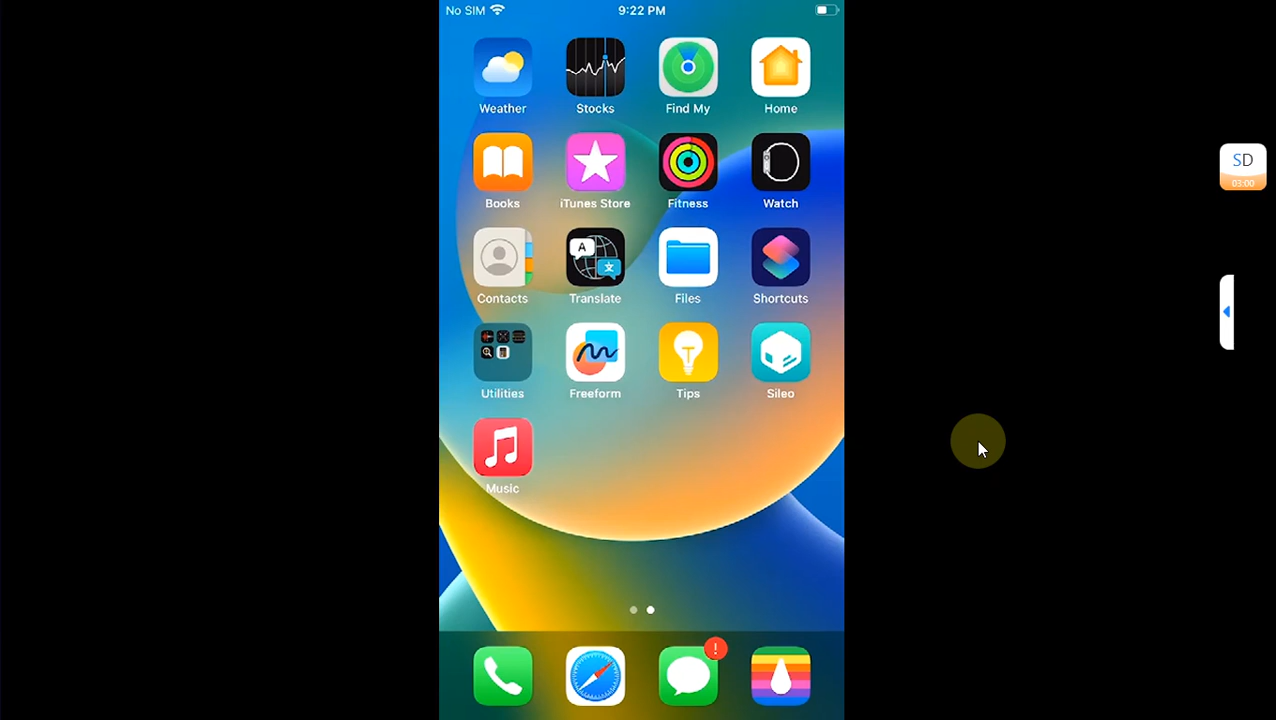 No SIM 9:22 PM
Weather Stocks Find My Home
Books iTunes Store Fitness Watch
A
文
Contacts Translate Files Shortcuts
Utilities Freeform Tips Sileo
Music
!
SD
03:00